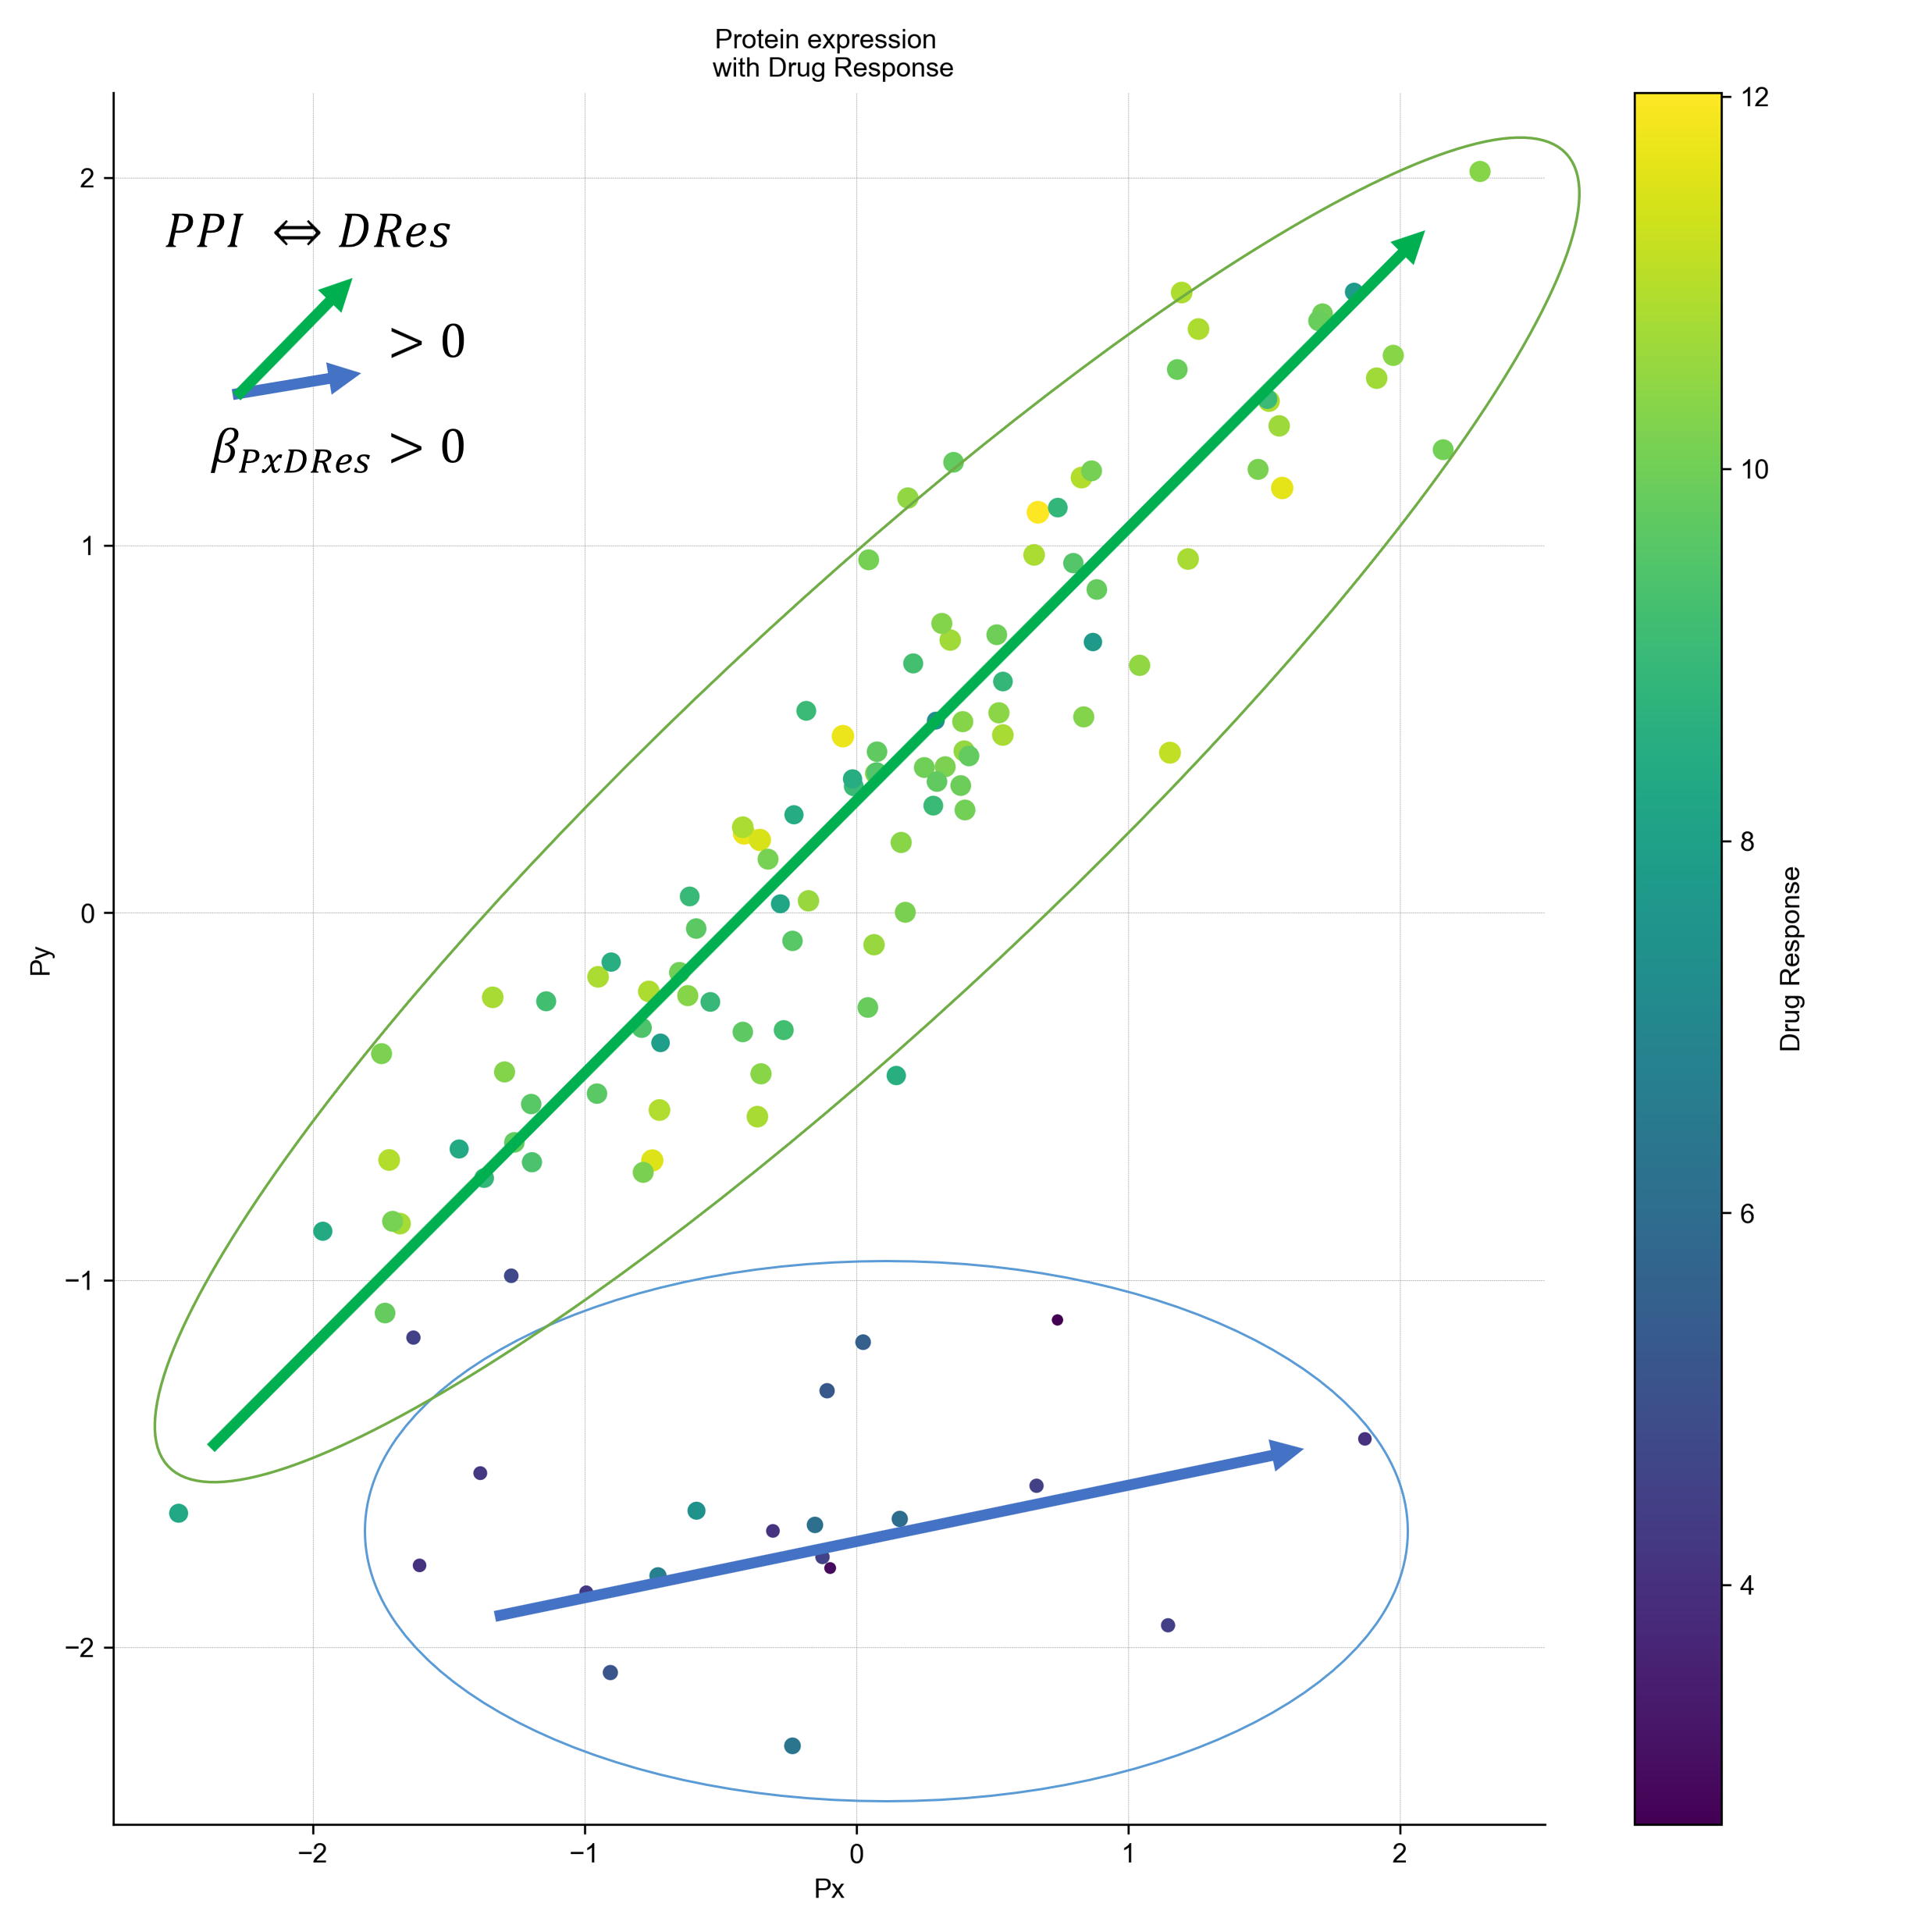 Protein expression
with Drug Response
PPI ⇔ DRes
> 0
βPxDRes > 0
2
1
0
−1
−2
Py
−2
−1
0
1
2
Px
12
10
8
6
4
Drug Response